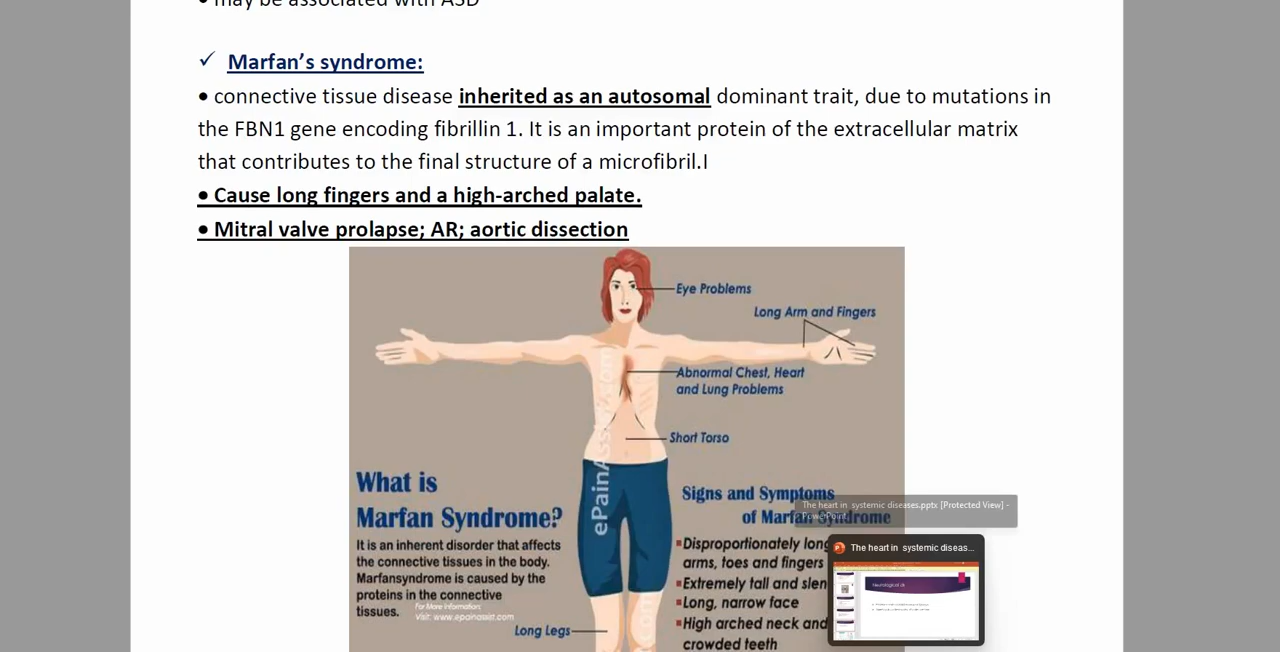 • may be associated with ASD
✓ Marfan’s syndrome:
• connective tissue disease inherited as an autosomal dominant trait, due to mutations in
the FBN1 gene encoding fibrillin 1. It is an important protein of the extracellular matrix
that contributes to the final structure of a microfibril.I
• Cause long fingers and a high-arched palate.
• Mitral valve prolapse; AR; aortic dissection
Eye Problems
Long Arm and Fingers
Abnormal Chest, Heart
and Lung Problems
Short Torso
ePainAss .com
What is
Marfan Syndrome?
It is an inherent disorder that affects
the connective tissues in the body.
Marfansyndrome is caused by the
proteins in the connective
tissues.
For More Information:
Visit: www.epainassist.com
Long Legs
Signs and Symptoms
of Marfan Syndrome
Disproportionately long
arms, toes and fingers
Extremely tall and slen
Long, narrow face
High arched neck and
crowded teeth
The heart in systemic diseases.pptx [Protected View] -
PowerPoint
The heart in systemic diseas...